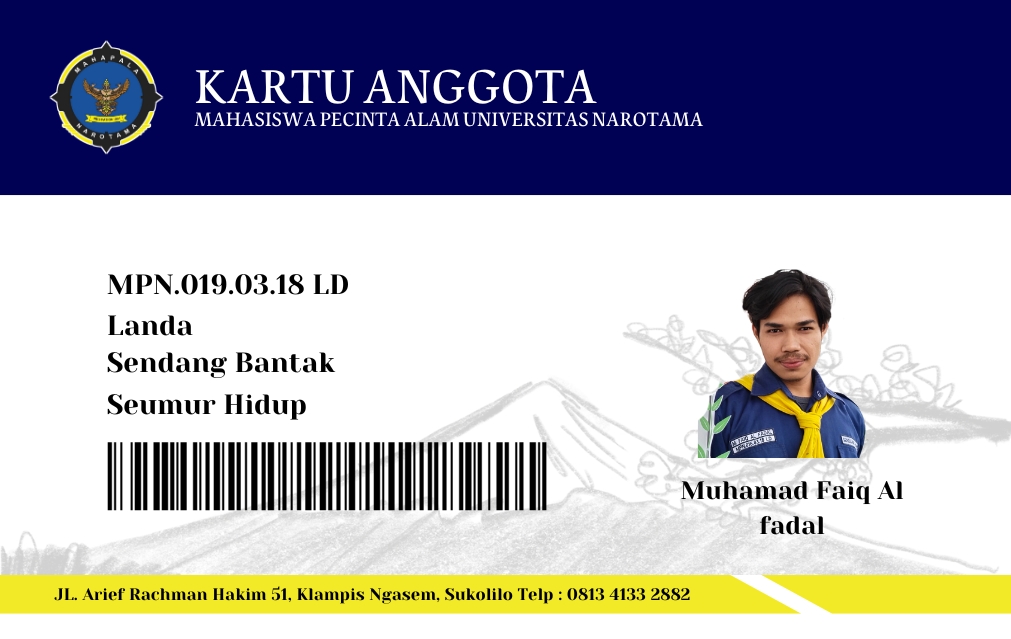 MAHAPALA
NAROTAMA
KARTU ANGGOTA
MAHASISWA PECINTA ALAM UNIVERSITAS NAROTAMA
MPN.019.03.18 LD
Landa
Sendang Bantak
Seumur Hidup
Muhamad Faiq Al
fadal
JL. Arief Rachman Hakim 51, Klampis Ngasem, Sukolilo Telp : 0813 4133 2882